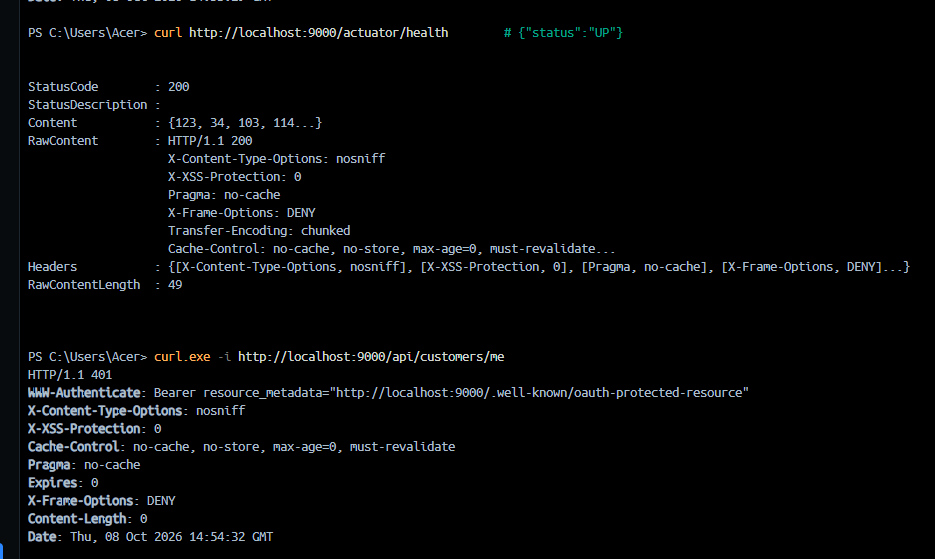 PS C:\Users\Acer> curl http://localhost:9000/actuator/health       # {"status":"UP"}
StatusCode        : 200
StatusDescription :
Content           : {123, 34, 103, 114...}
RawContent        : HTTP/1.1 200
                    X-Content-Type-Options: nosniff
                    X-XSS-Protection: 0
                    Pragma: no-cache
                    X-Frame-Options: DENY
                    Transfer-Encoding: chunked
                    Cache-Control: no-cache, no-store, max-age=0, must-revalidate...
Headers           : {[X-Content-Type-Options, nosniff], [X-XSS-Protection, 0], [Pragma, no-cache], [X-Frame-Options, DENY]...}
RawContentLength  : 49
PS C:\Users\Acer> curl.exe -i http://localhost:9000/api/customers/me
HTTP/1.1 401
WWW-Authenticate: Bearer resource_metadata="http://localhost:9000/.well-known/oauth-protected-resource"
X-Content-Type-Options: nosniff
X-XSS-Protection: 0
Cache-Control: no-cache, no-store, max-age=0, must-revalidate
Pragma: no-cache
Expires: 0
X-Frame-Options: DENY
Content-Length: 0
Date: Thu, 08 Oct 2026 14:54:32 GMT